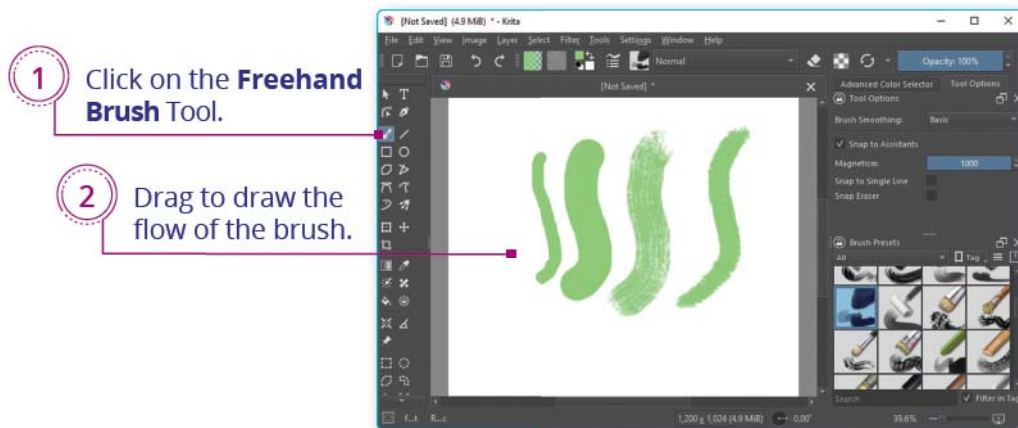 [Not Saved] (4.9 MiB) * - Krita
File Edit View Image Layer Select Filter Tools Settings Window Help
Normal
Opacity: 100%
1
Click on the Freehand
Brush Tool.
2
Drag to draw the
flow of the brush.
[Not Saved] *
Advanced Color Selector Tool Options
Tool Options
Brush Smoothing: Basic
Snap to Assistants
Magnetism: 1000
Snap to Single Line
Snap Eraser
Brush Presets
All Tag
Search Filter in Tag
f...t R...c 1,200 x 1,024 (4.9 MiB) 0.00° 39.6%